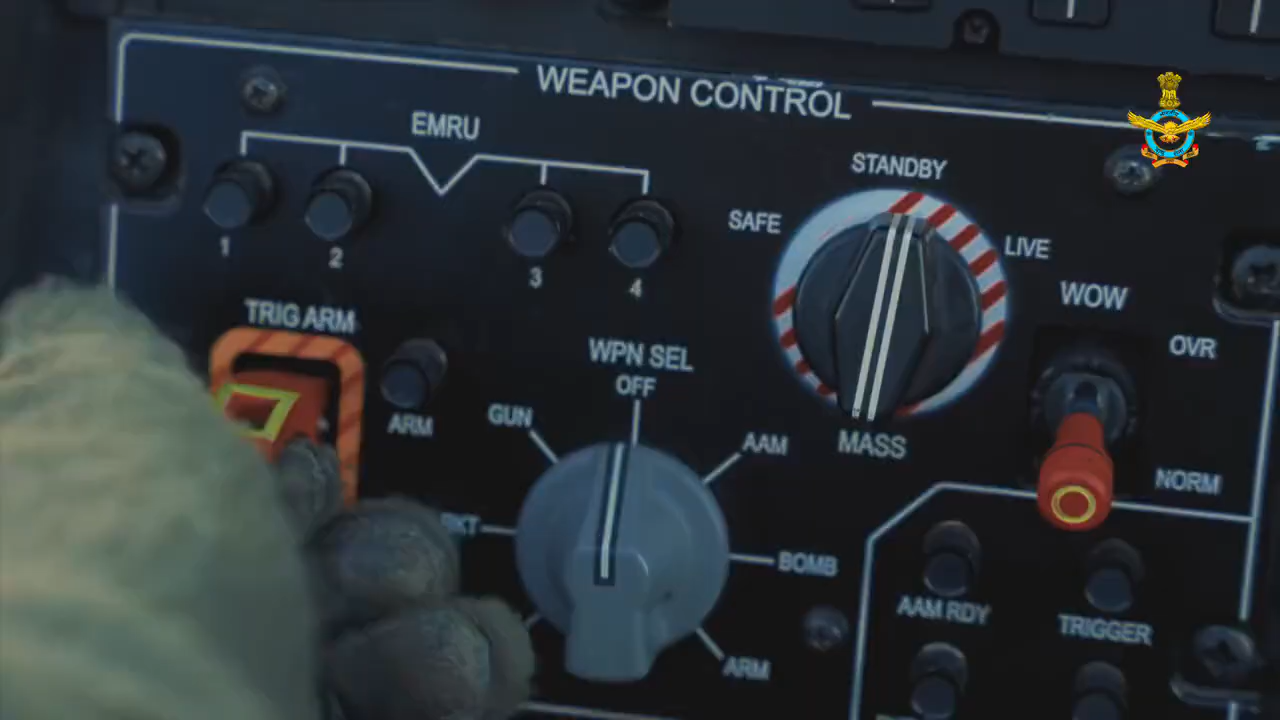 WEAPON CONTROL
EMRU
1
2
3
4
STANDBY
SAFE
LIVE
MASS
WOW
OVR
NORM
TRIG ARM
ARM
WPN SEL
OFF
GUN
AAM
BOMB
ARM
AAM RDY
TRIGGER